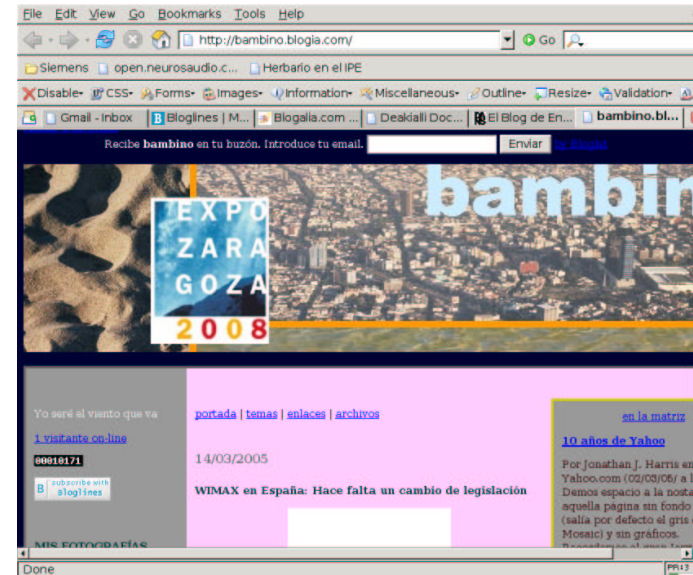 File Edit View Go Bookmarks Tools Help
http://bambino.blogia.com/ Go
Siemens open.neurosaudio.c... Herbario en el IPE
Disable CSS Forms Images Information Miscellaneous Outline Resize Validation
Gmail - Inbox Bloglines | M... Blogalia.com ... Deakialli Doc... El Blog de En... bambino.bl...
Recibe bambino en tu buzón. Introduce tu email. Enviar
bambin
EXPO
ZARA
GOZA
2008
Yo seré el viento que va
1 visitante on-line
00010171
subscribe with
Bloglines
MIS FOTOGRAFÍAS
portada | temas | enlaces | archivos
14/03/2005
WIMAX en España: Hace falta un cambio de legislación
en la matriz
10 años de Yahoo
Por Jonathan J. Harris en
Yahoo.com (02/03/05/ a l
Demos espacio a la nosta
aquella página sin fondo
(salía por defecto el gris
Mosaic) y sin gráficos.
Done